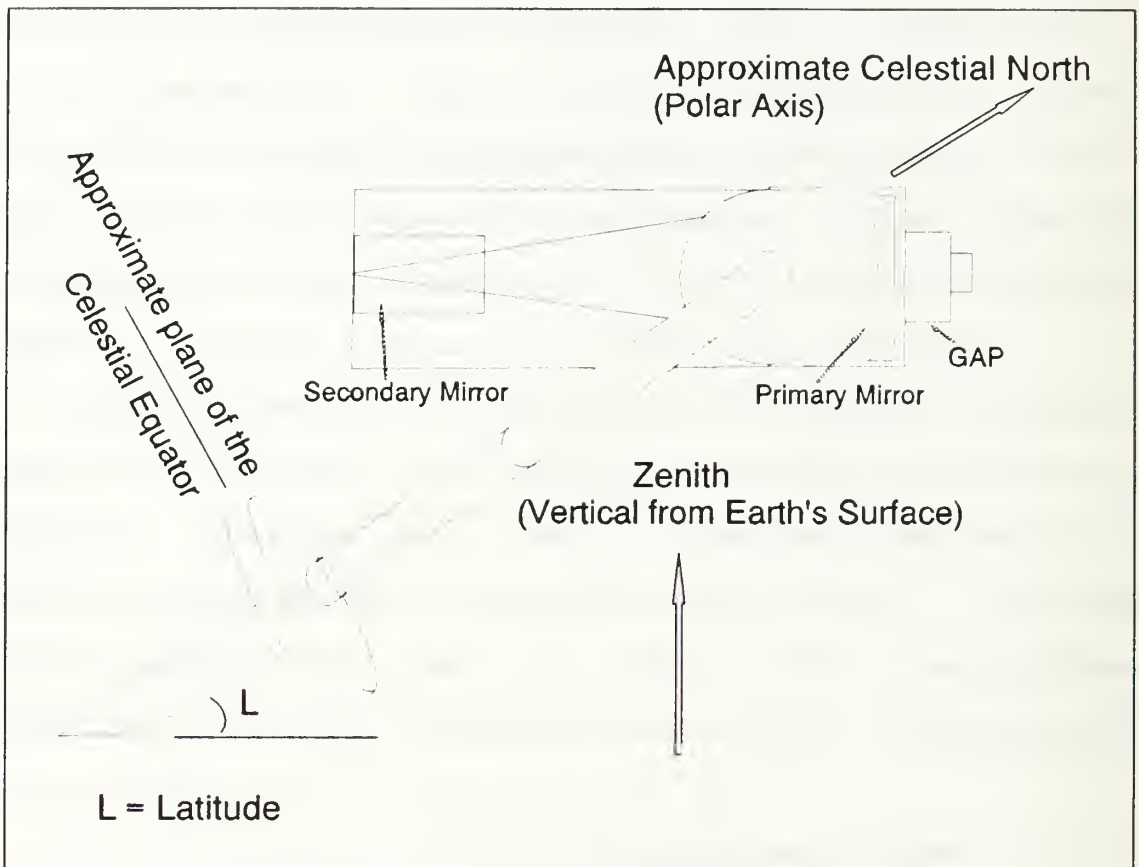 Approximate Celestial North
(Polar Axis)
Approximate plane of the
Celestial Equator
Secondary Mirror
Primary Mirror
GAP
Zenith
(Vertical from Earth's Surface)
L
L = Latitude